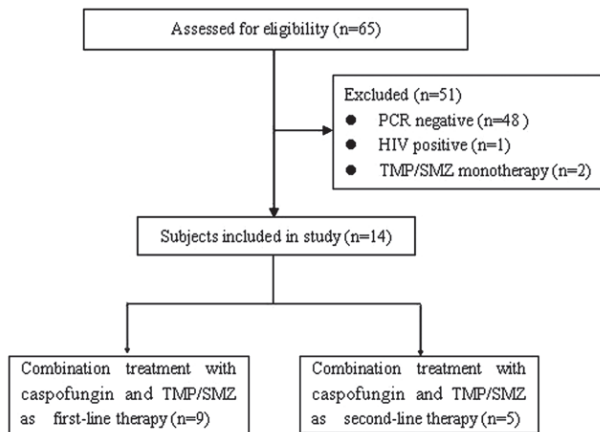 Assessed for eligibility (n=65)
Excluded (n=51)
● PCR negative (n=48)
● HIV positive (n=1)
● TMP/SMZ monotherapy (n=2)
Subjects included in study (n=14)
Combination treatment with
caspofungin and TMP/SMZ
as first-line therapy (n=9)
Combination treatment with
caspofungin and TMP/SMZ
as second-line therapy (n=5)